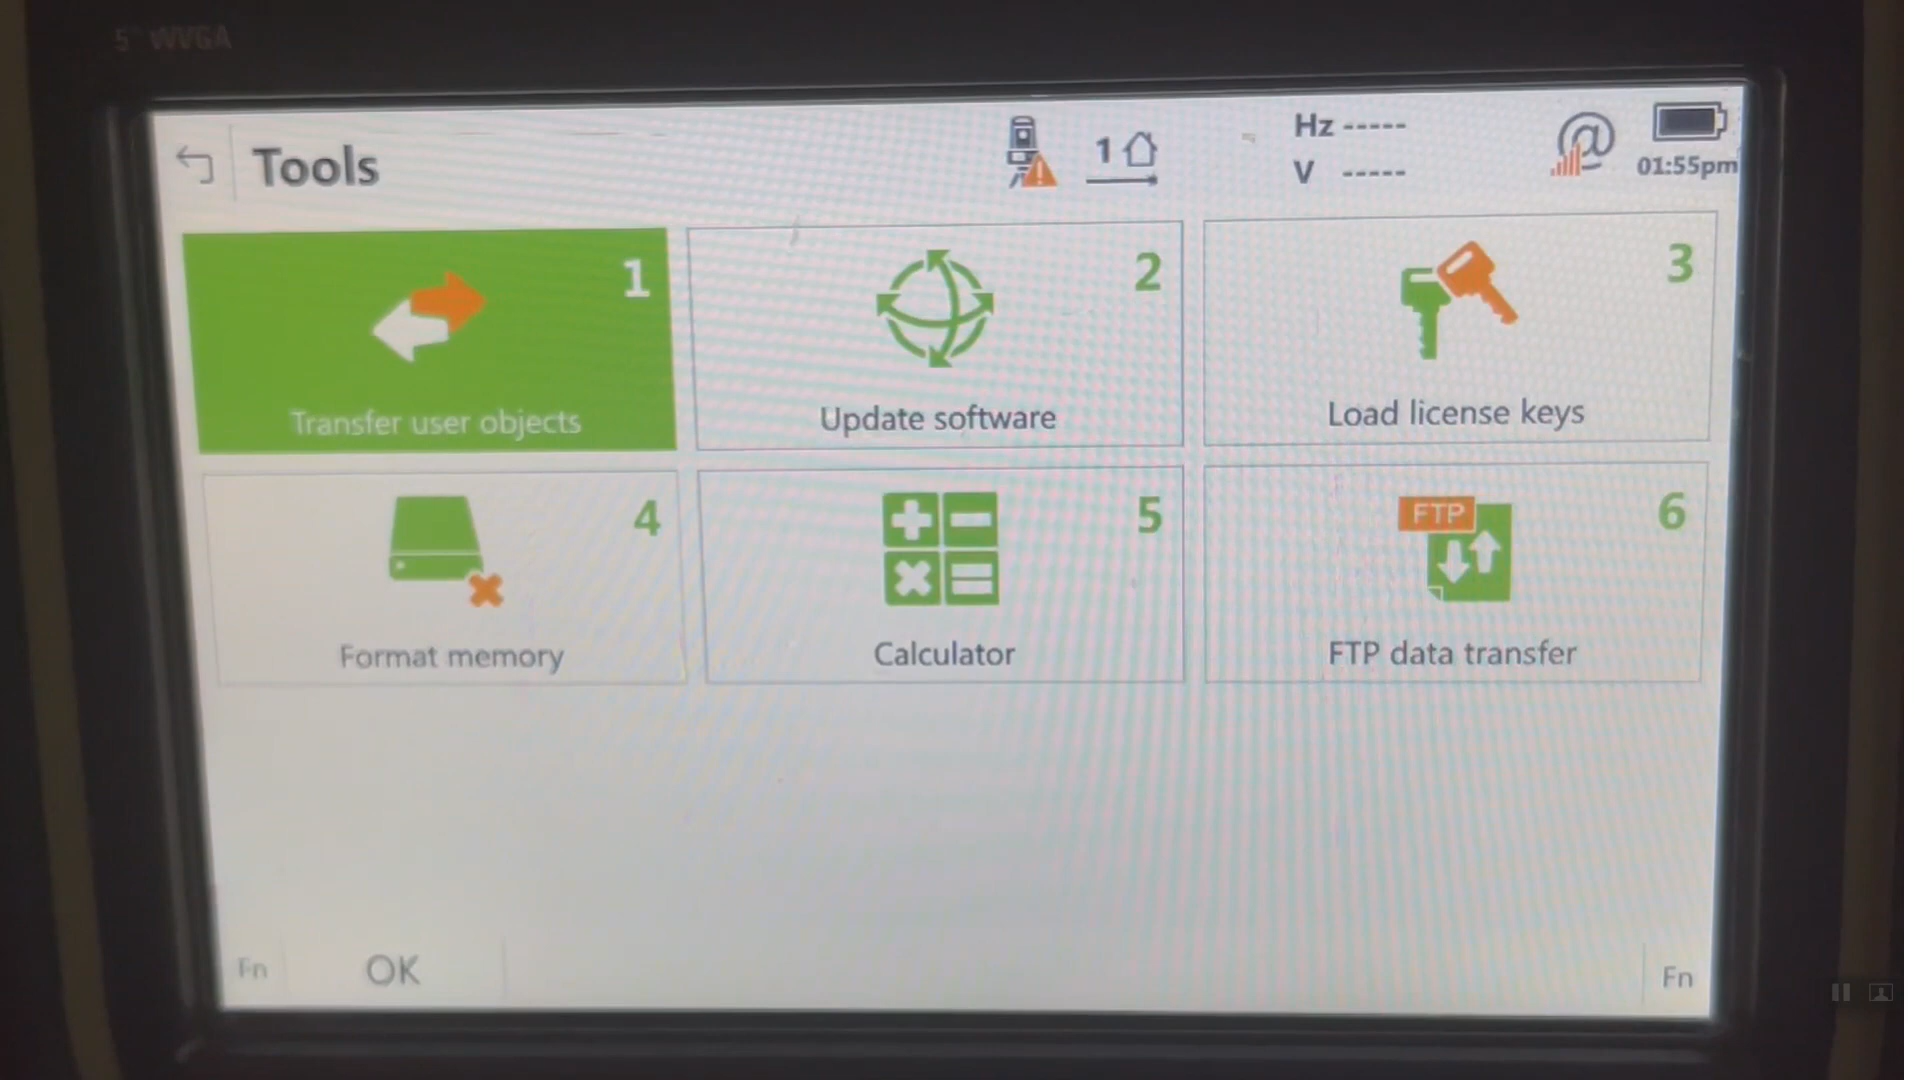 5" WVGA
Tools
1
Hz -----
V -----
01:55pm
1
Transfer user objects
2
Update software
3
Load license keys
4
Format memory
5
Calculator
FTP
6
FTP data transfer
Fn
OK
Fn